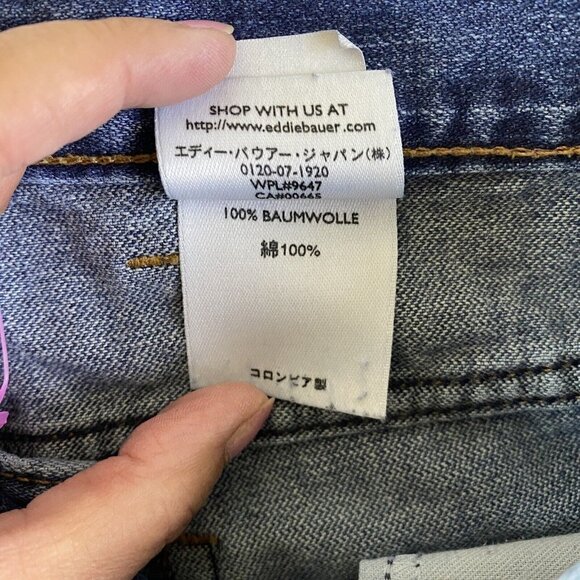 SHOP WITH US AT
http://www.eddiebauer.com
エディー・バウアー・ジャパン(株)
0120-07-1920
WPL#9647
CA#00665
100% BAUMWOLLE
綿100%
コロンビア製